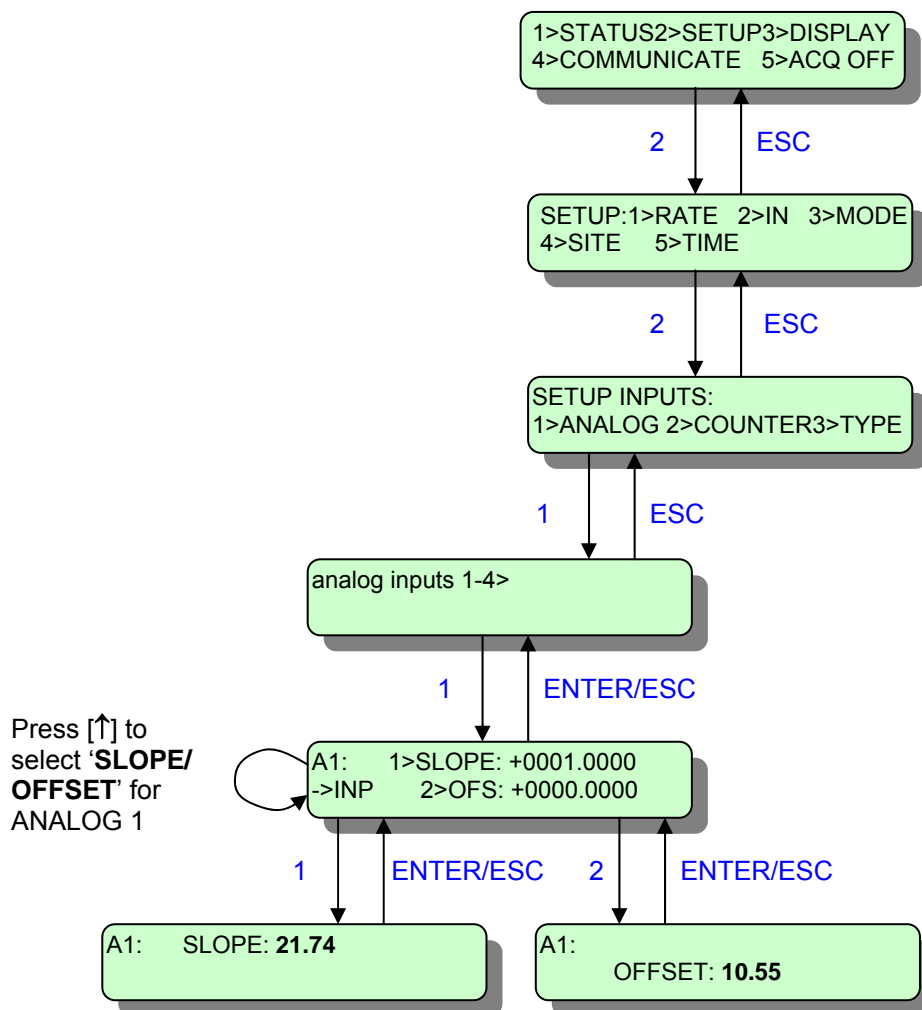 1>STATUS2>SETUP3>DISPLAY
4>COMMUNICATE 5>ACQ OFF
2
ESC
SETUP:1>RATE 2>IN 3>MODE
4>SITE 5>TIME
2
ESC
SETUP INPUTS:
1>ANALOG 2>COUNTER3>TYPE
1
ESC
analog inputs 1-4>
1
ENTER/ESC
Press [↑] to
select ‘SLOPE/
OFFSET’ for
ANALOG 1
A1: 1>SLOPE: +0001.0000
->INP 2>OFS: +0000.0000
1
ENTER/ESC
2
ENTER/ESC
A1: SLOPE: 21.74
A1:
OFFSET: 10.55